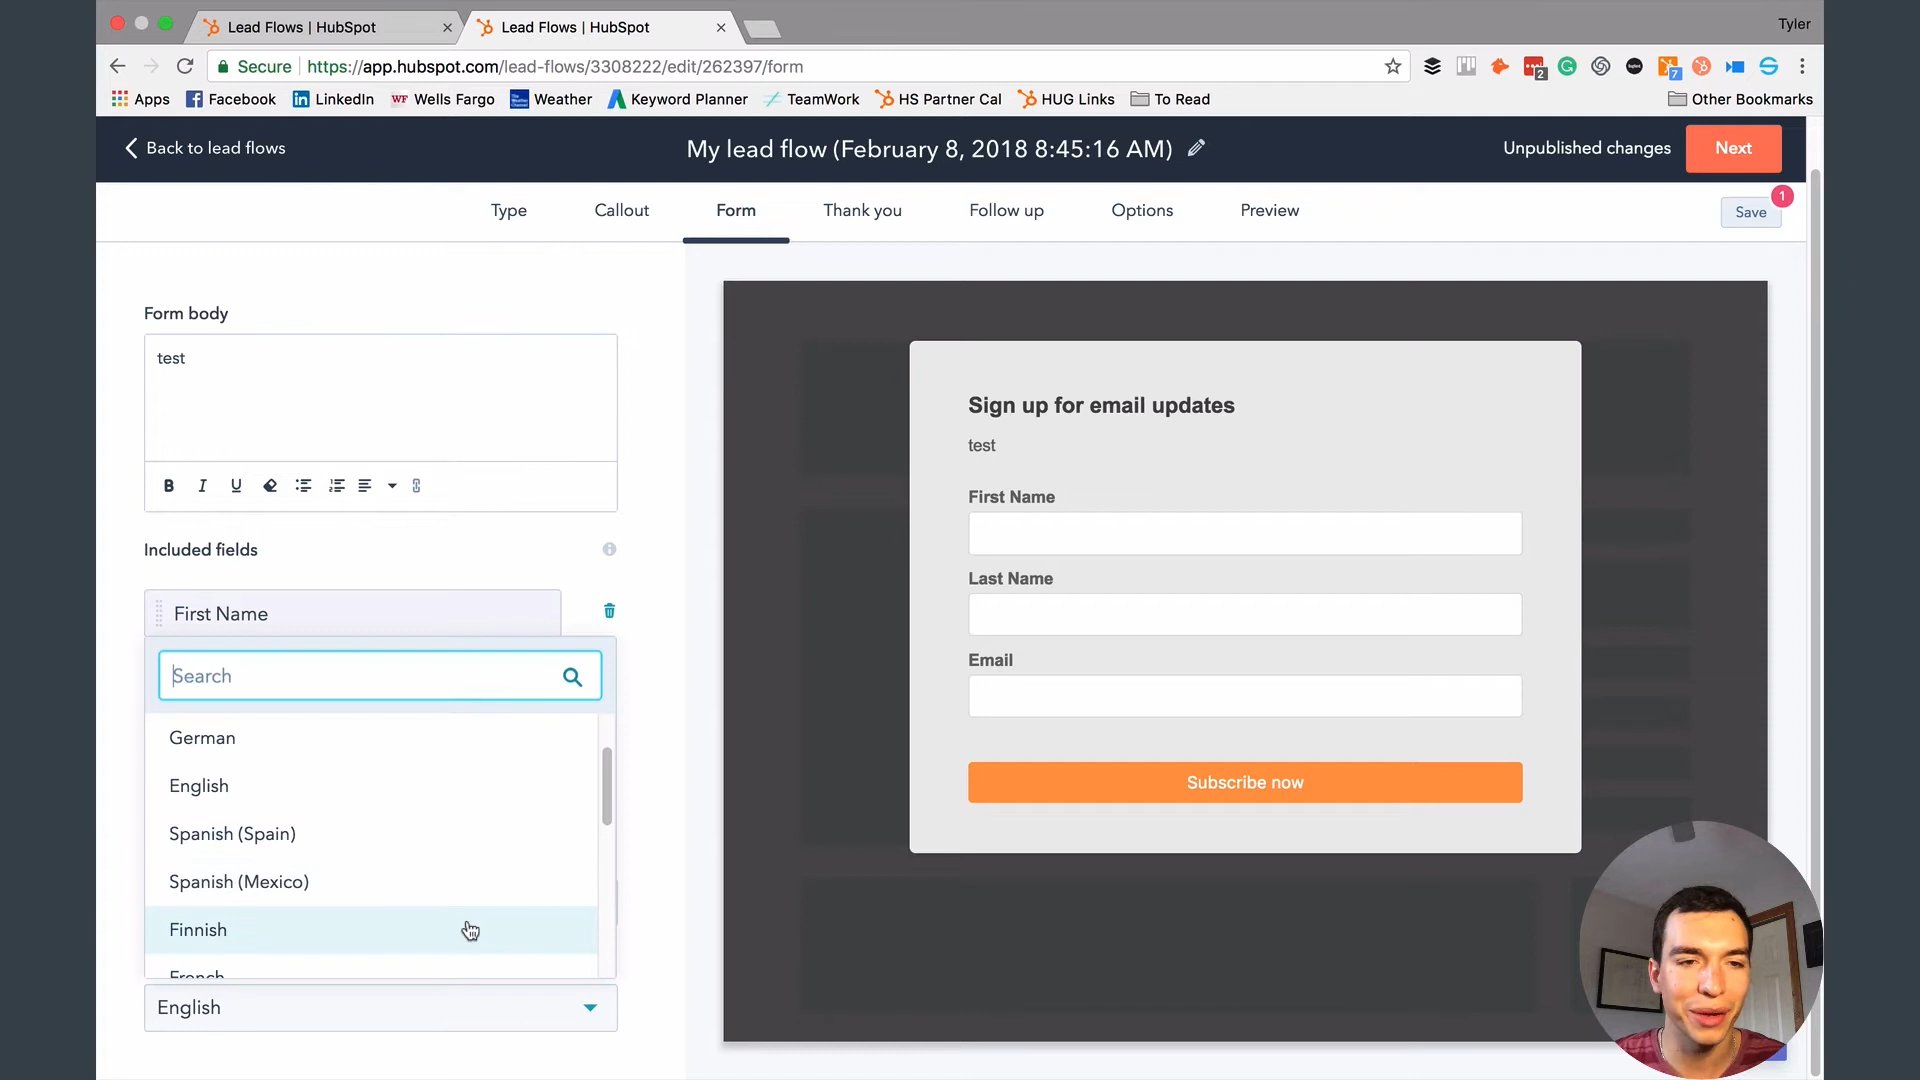 Lead Flows | HubSpot
Lead Flows | HubSpot
Tyler
Secure
https://app.hubspot.com/lead-flows/3308222/edit/262397/form
2
7
Apps
Facebook
LinkedIn
WF Wells Fargo
Weather
Keyword Planner
TeamWork
HS Partner Cal
HUG Links
To Read
Other Bookmarks
Back to lead flows
My lead flow (February 8, 2018 8:45:16 AM)
Unpublished changes
Next
Type
Callout
Form
Thank you
Follow up
Options
Preview
Save
1
Form body
test
B I U
Included fields
First Name
Search
German
English
Spanish (Spain)
Spanish (Mexico)
Finnish
French
English
Sign up for email updates
test
First Name
Last Name
Email
Subscribe now